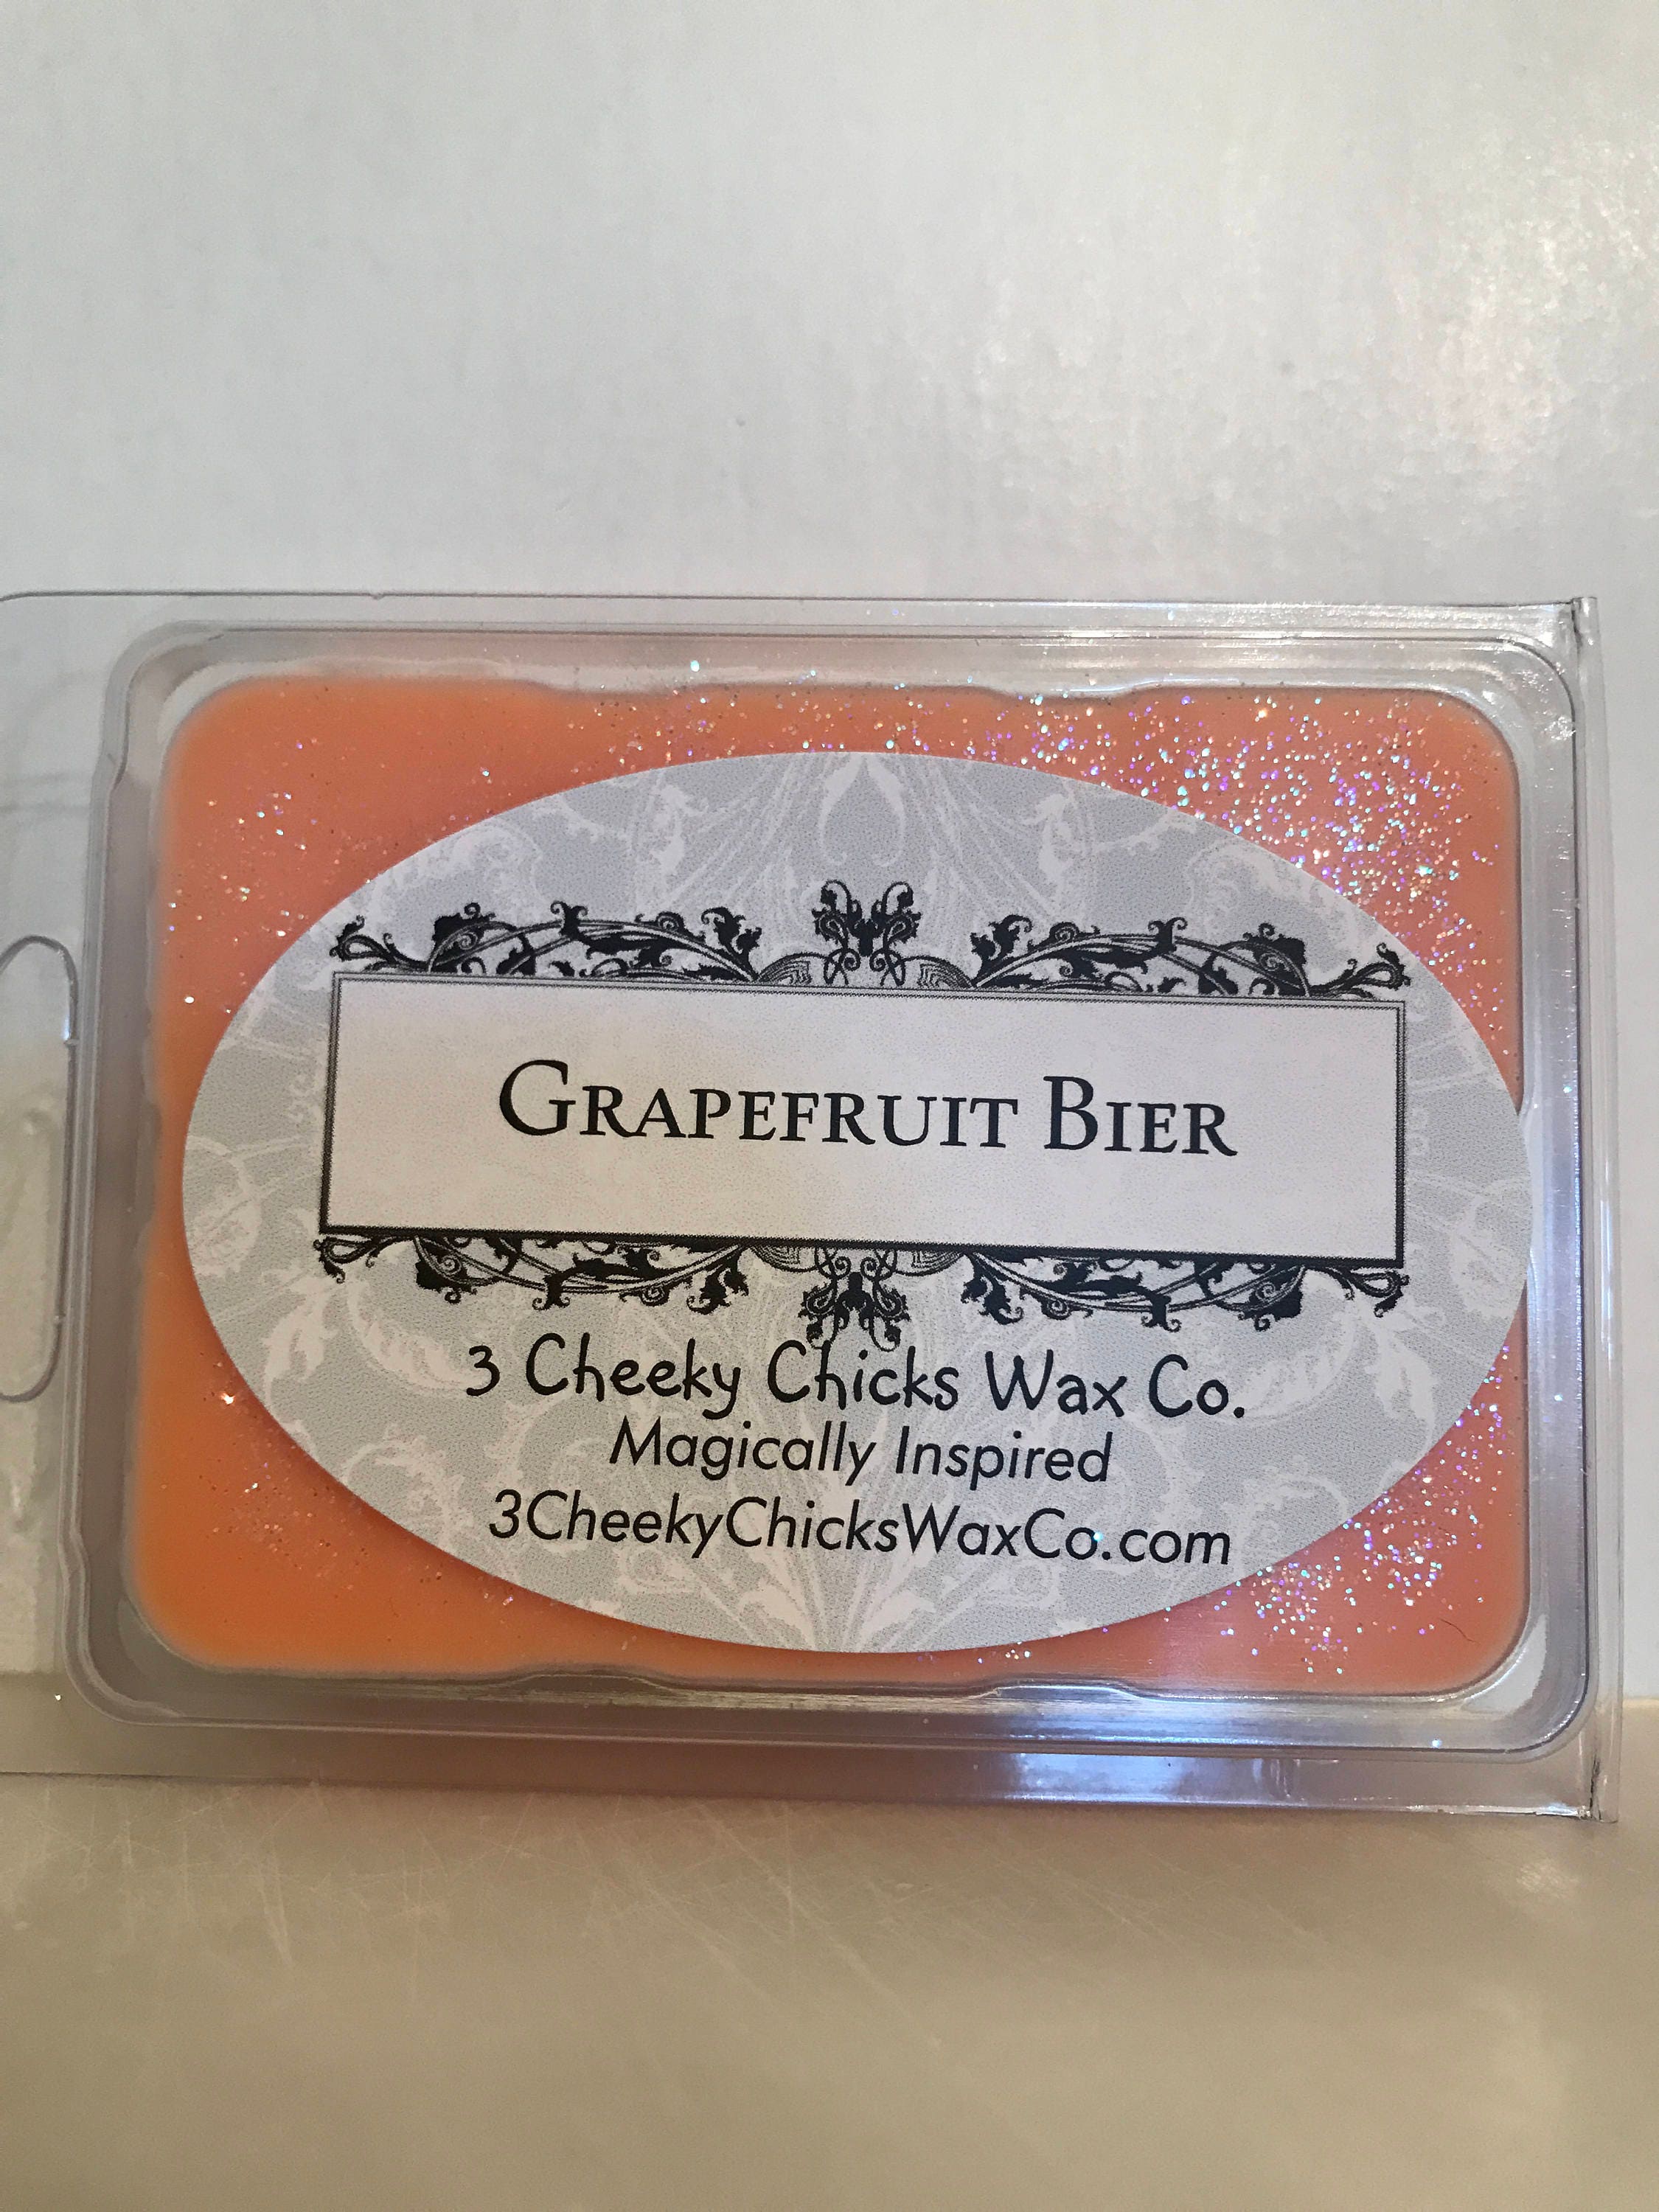 GRAPEFRUIT BIER
3 Cheeky Chicks Wax Co.
Magically Inspired
3CheekyChicksWaxCo.com